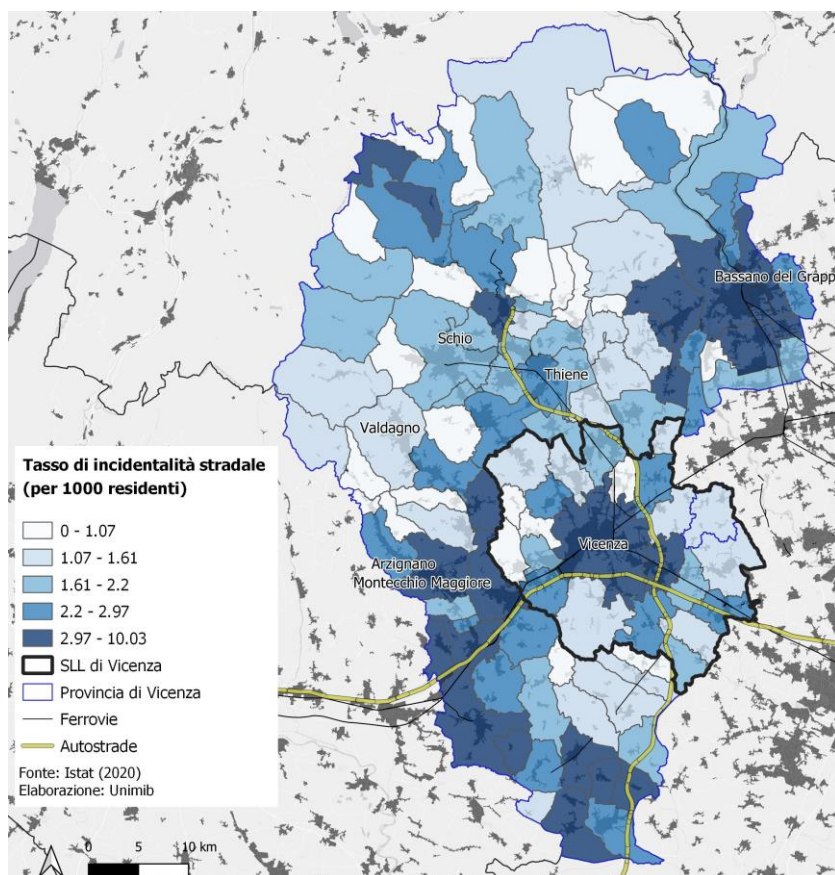 Bassano del Grapp
Schio
Thiene
Valdagno
Vicenza
Arzignano
Montecchio Maggiore
Tasso di incidentalità stradale
(per 1000 residenti)
0 - 1.07
1.07 - 1.61
1.61 - 2.2
2.2 - 2.97
2.97 - 10.03
SLL di Vicenza
Provincia di Vicenza
Ferrovie
Autostrade
Fonte: Istat (2020)
Elaborazione: Unimib
0 5 10 km